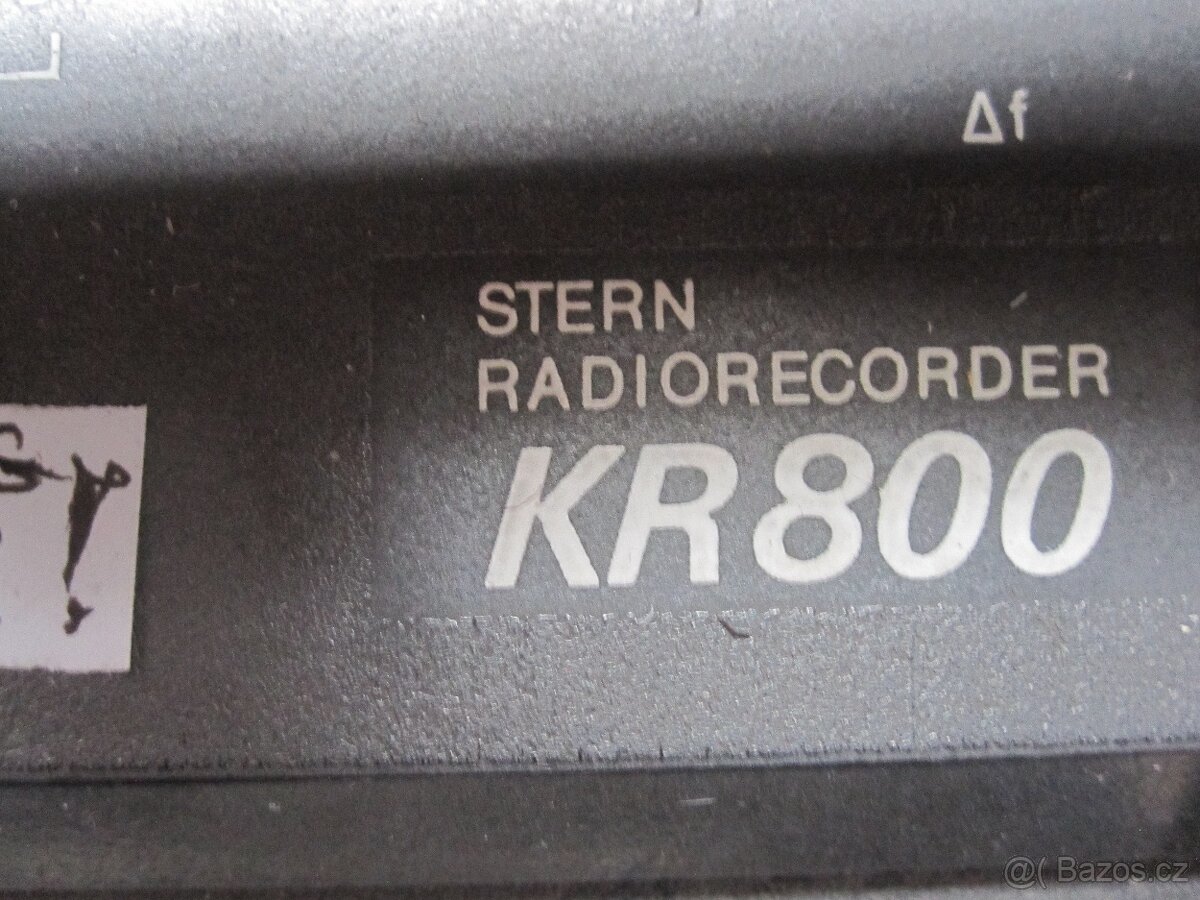 Δf
STERN
RADIORECORDER
KR800
@( Bazos.cz